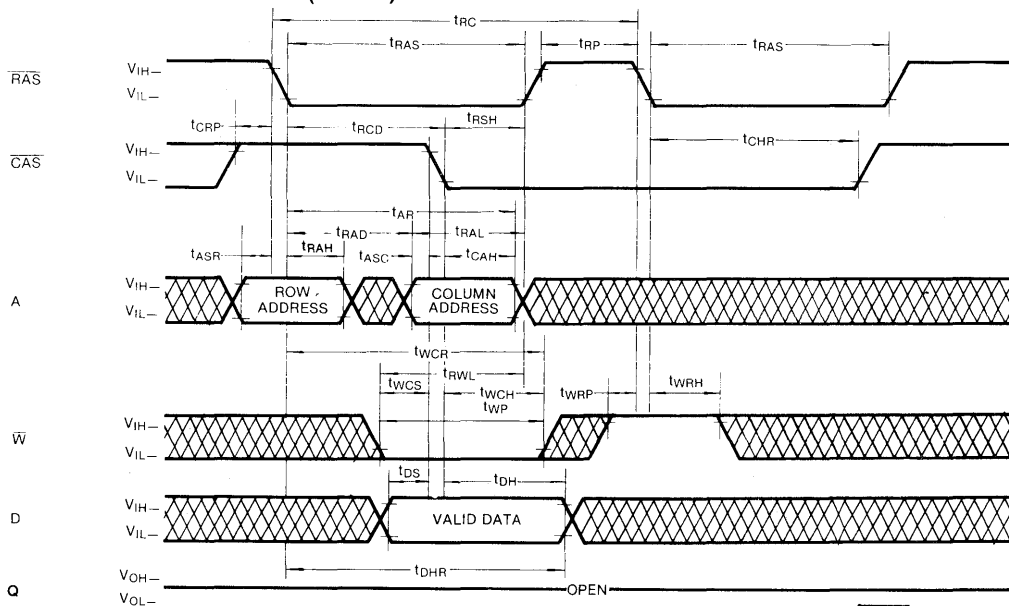 tRC
tRAS tRP tRAS
RAS VIH–
VIL–
tCRP tRCD tRSH tCHR
CAS VIH–
VIL–
tAR
tRAD tRAL
tASR tRAH tASC tCAH
A VIH–
VIL–
ROW ADDRESS
COLUMN ADDRESS
tWCR
tRWL
tWCS tWCH tWRP tWRH
tWP
W VIH–
VIL–
tDS tDH
D VIH–
VIL–
VALID DATA
tDHR
Q VOH–
VOL–
OPEN